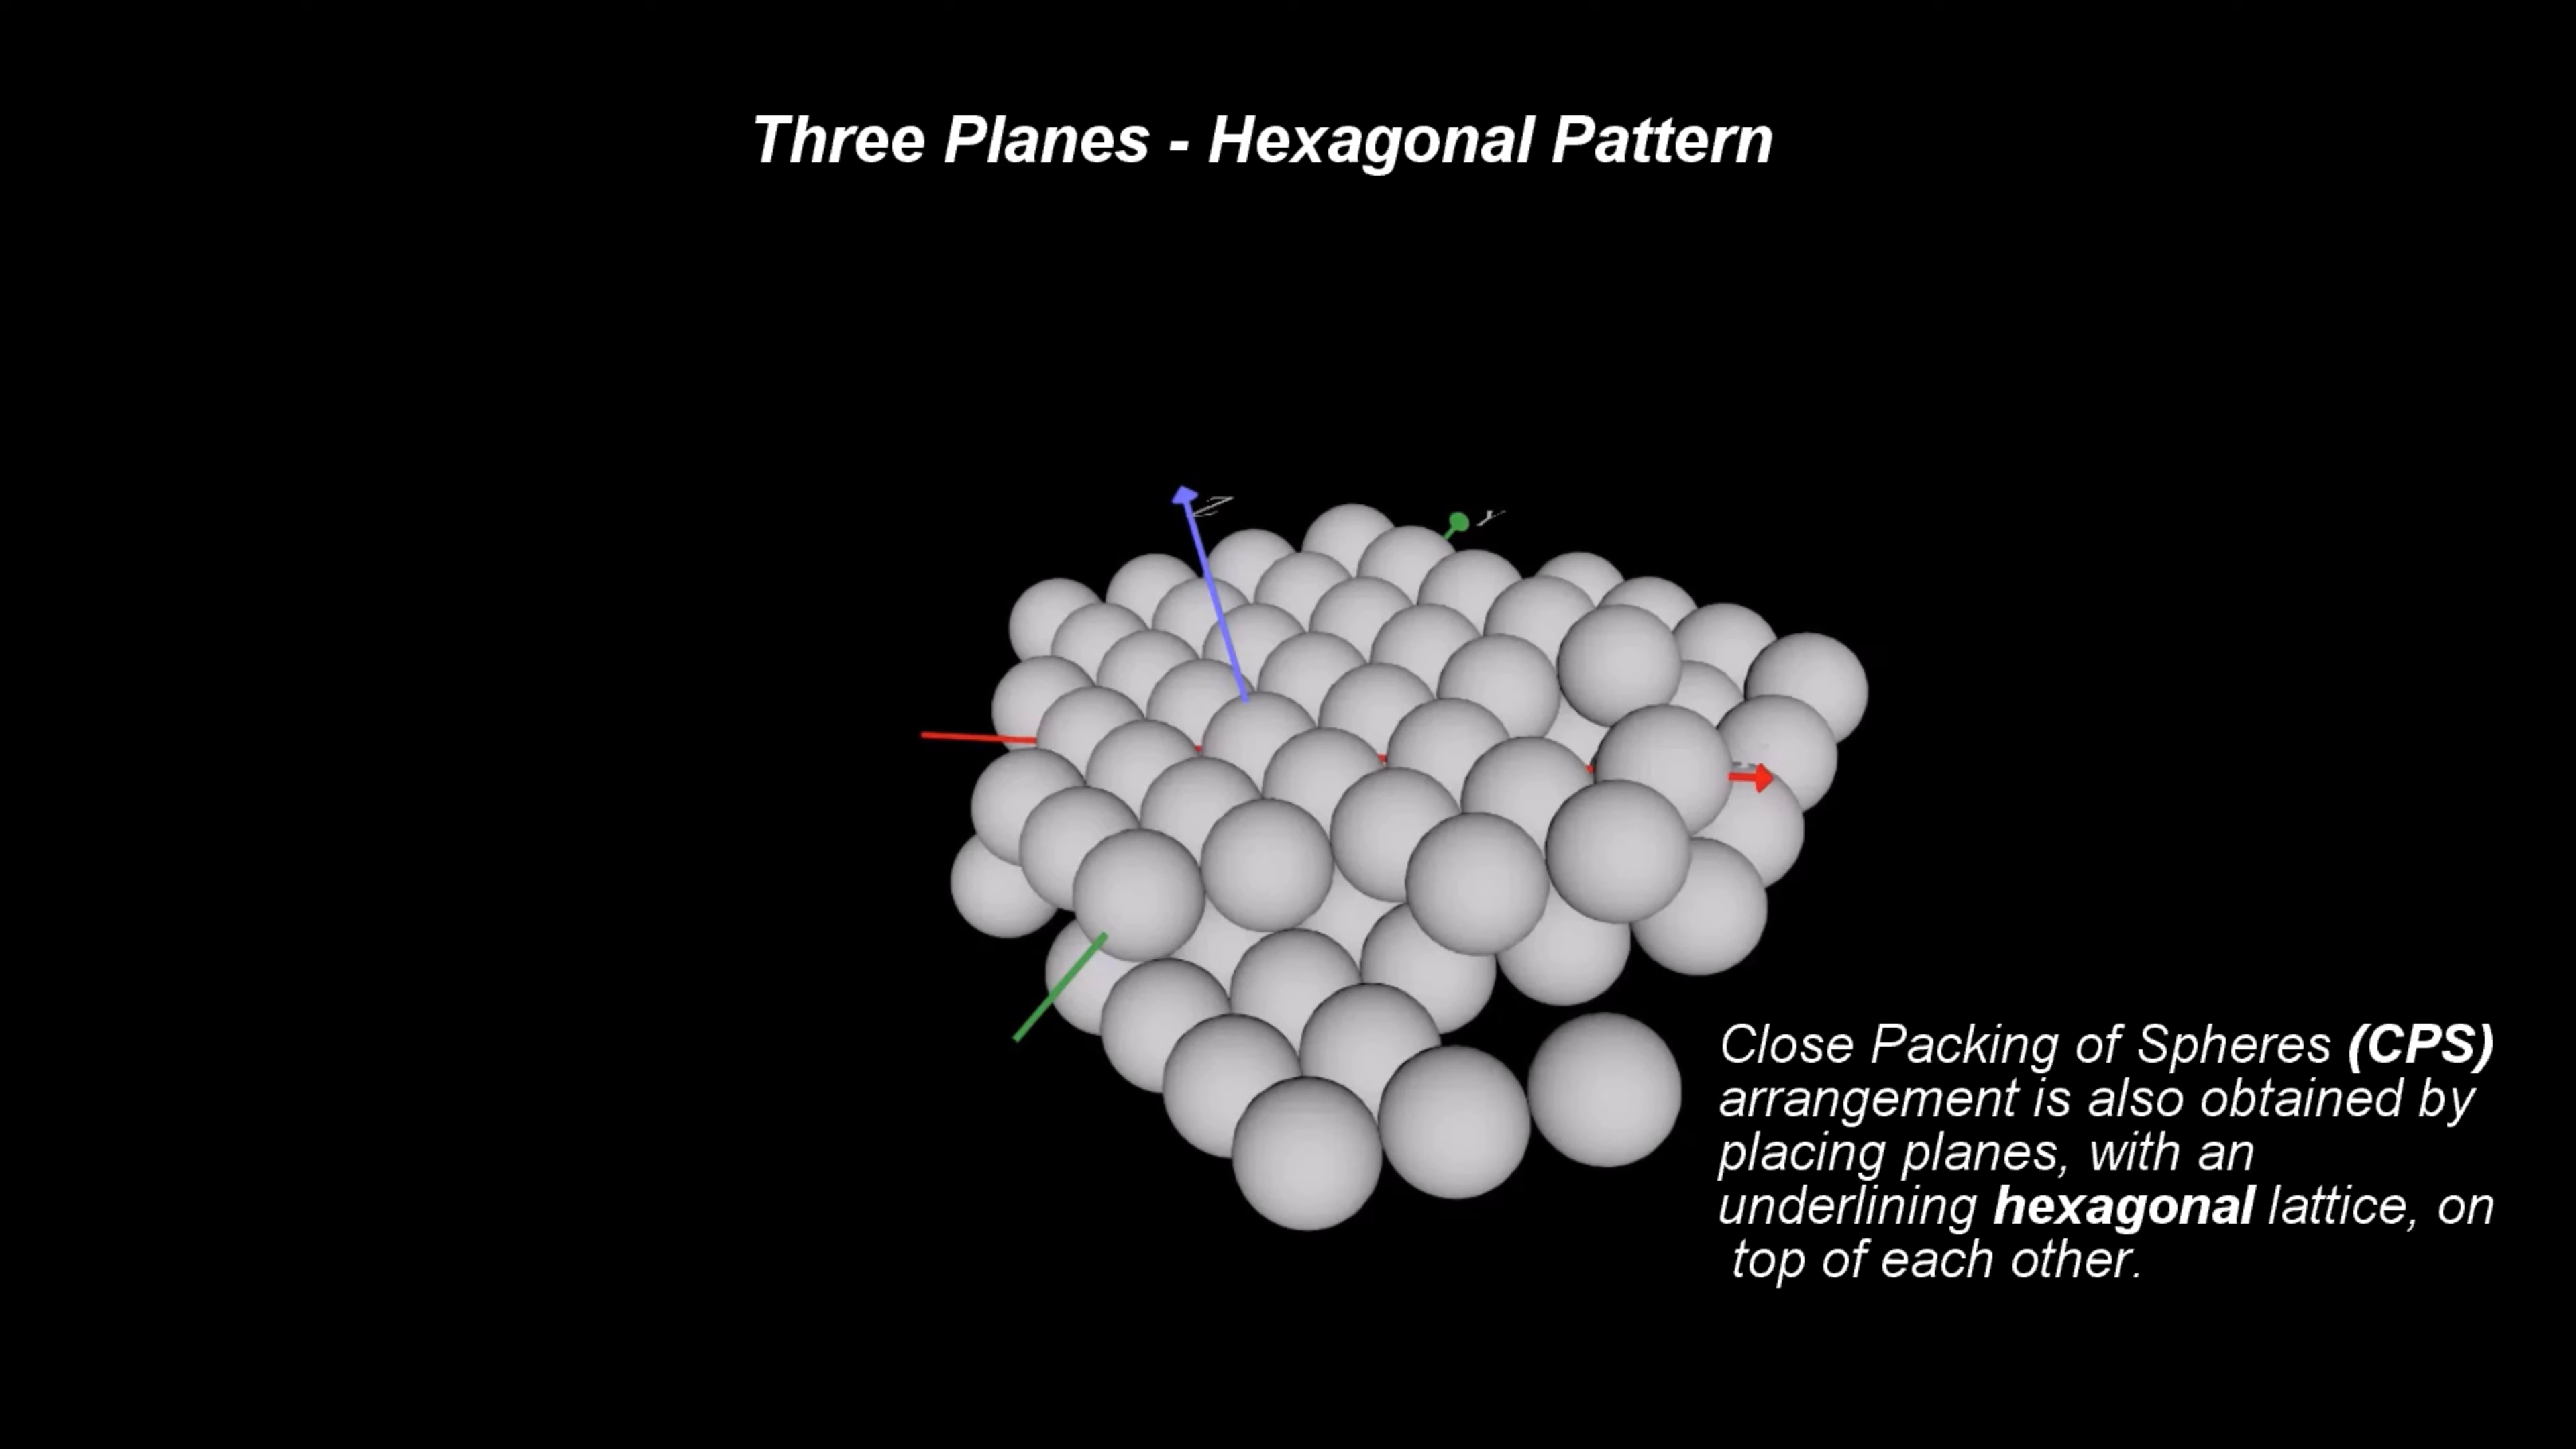 Three Planes - Hexagonal Pattern
Z
Y
Close Packing of Spheres (CPS)
arrangement is also obtained by
placing planes, with an
underlining hexagonal lattice, on
top of each other.